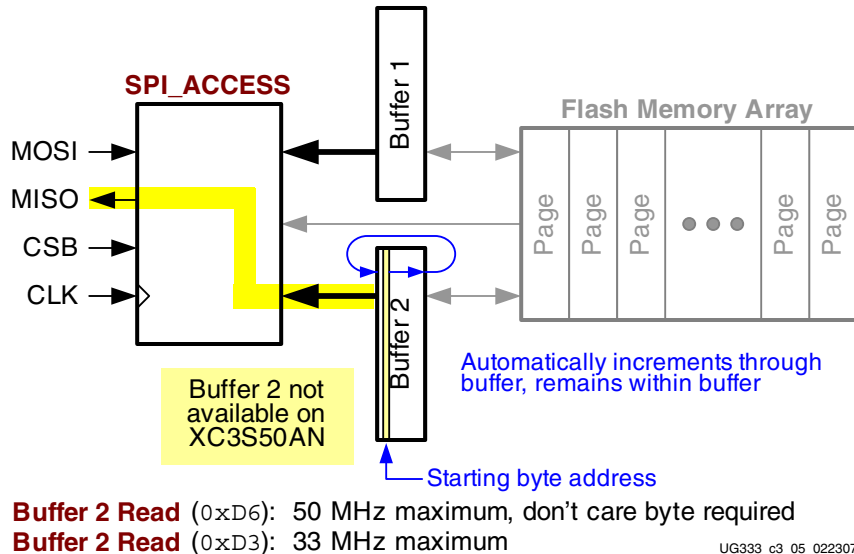 SPI_ACCESS
MOSI
MISO
CSB
CLK
Buffer 1
Buffer 2
Flash Memory Array
Page
Page
Page
Page
Page
Buffer 2 not
available on
XC3S50AN
Automatically increments through
buffer, remains within buffer
Starting byte address
Buffer 2 Read (0xD6): 50 MHz maximum, don't care byte required
Buffer 2 Read (0xD3): 33 MHz maximum
UG333_c3_05_022307